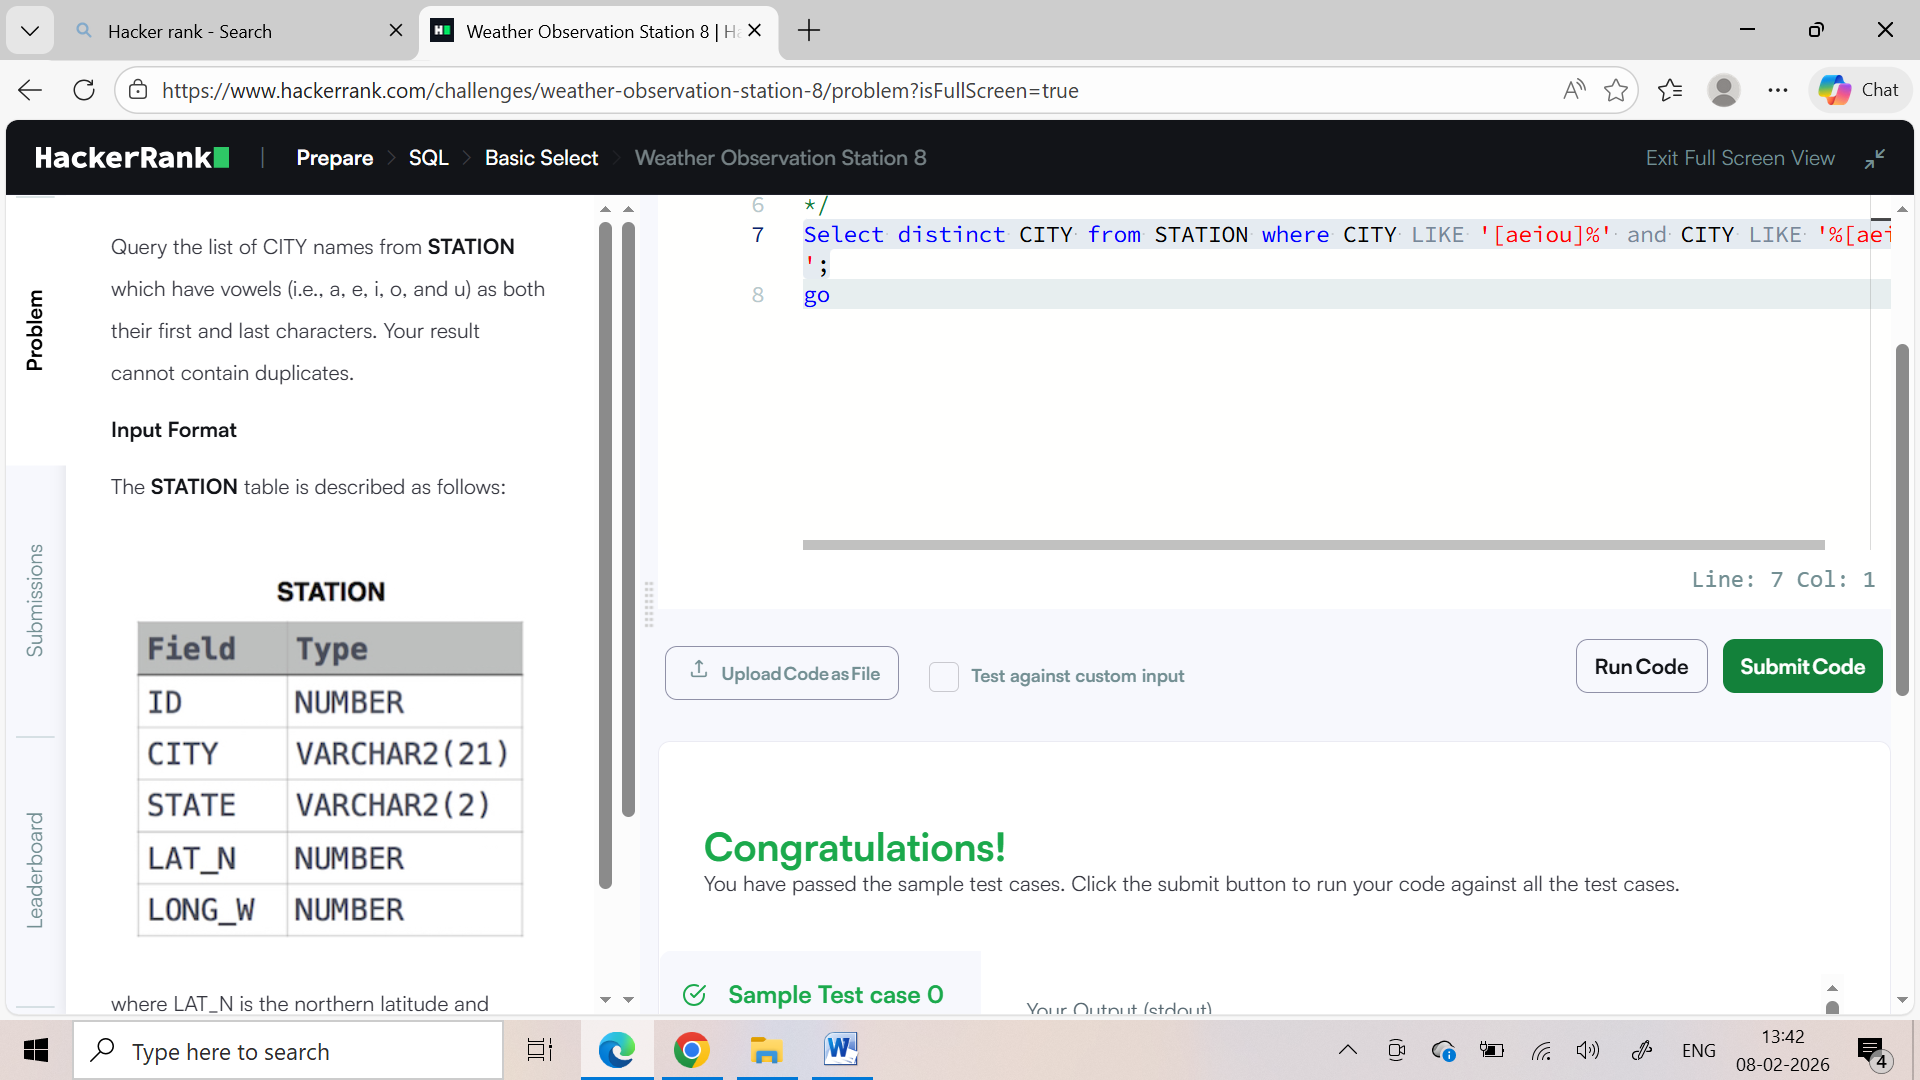 Hacker rank - Search
Weather Observation Station 8 | Ha
https://www.hackerrank.com/challenges/weather-observation-station-8/problem?isFullScreen=true
Chat
HackerRank
Prepare
SQL
Basic Select
Weather Observation Station 8
Exit Full Screen View
Problem
Submissions
Leaderboard
Query the list of CITY names from STATION
which have vowels (i.e., a, e, i, o, and u) as both
their first and last characters. Your result
cannot contain duplicates.
Input Format
The STATION table is described as follows:
STATION
Field Type
ID NUMBER
CITY VARCHAR2(21)
STATE VARCHAR2(2)
LAT_N NUMBER
LONG_W NUMBER
where LAT_N is the northern latitude and
6 */
7 Select distinct CITY from STATION where CITY LIKE '[aeiou]%' and CITY LIKE '%[aei
';
8 go
Line: 7 Col: 1
Upload Code as File
Test against custom input
Run Code
Submit Code
Congratulations!
You have passed the sample test cases. Click the submit button to run your code against all the test cases.
Sample Test case 0
Your Output (stdout)
Type here to search
ENG
13:42
08-02-2026
4